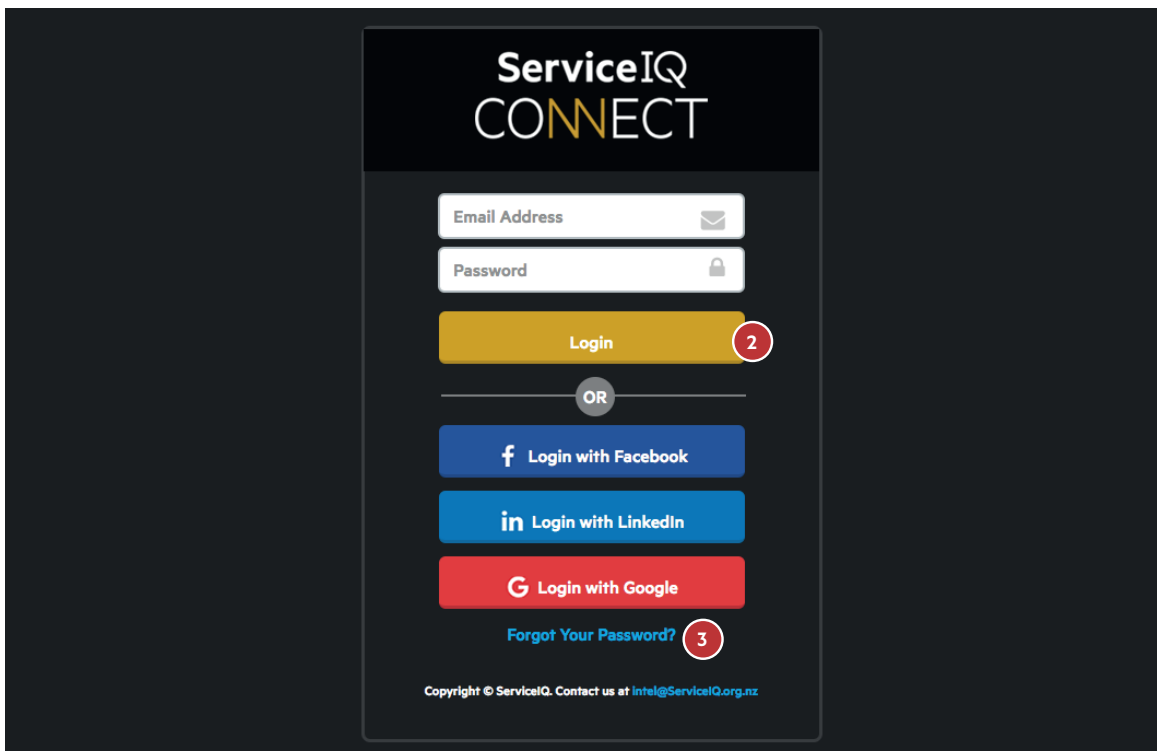 ServiceIQ
CONNECT
Email Address
Password
Login
2
OR
f Login with Facebook
in Login with LinkedIn
G Login with Google
Forgot Your Password?
3
Copyright © ServiceIQ. Contact us at intel@ServiceIQ.org.nz